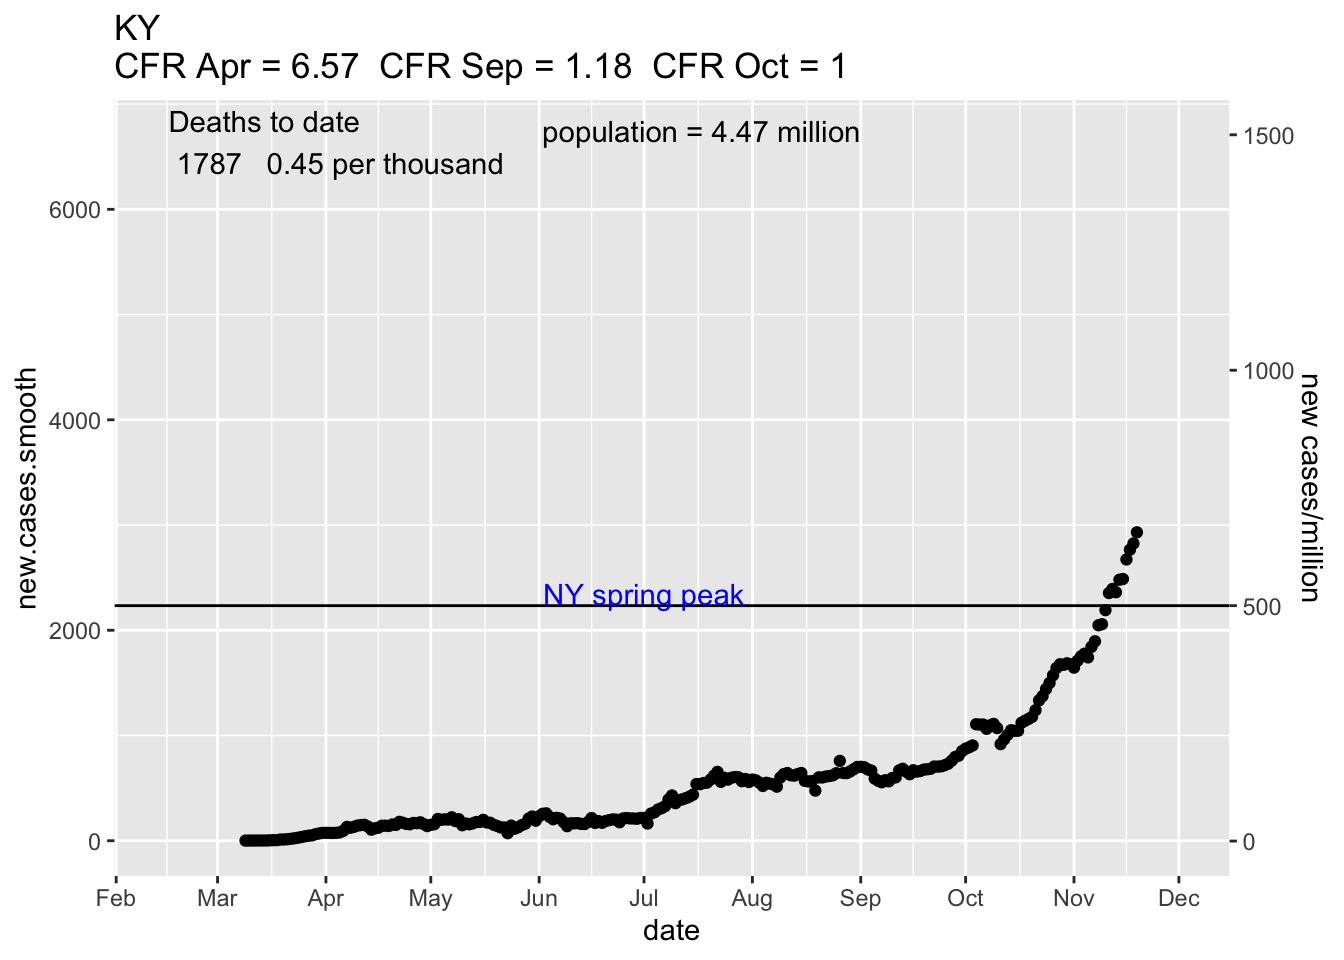 KY
CFR Apr = 6.57  CFR Sep = 1.18  CFR Oct = 1
Deaths to date
1787   0.45 per thousand
population = 4.47 million
NY spring peak
new.cases.smooth
6000
4000
2000
0
1500
1000
500
0
new cases/million
Feb Mar Apr May Jun Jul Aug Sep Oct Nov Dec
date